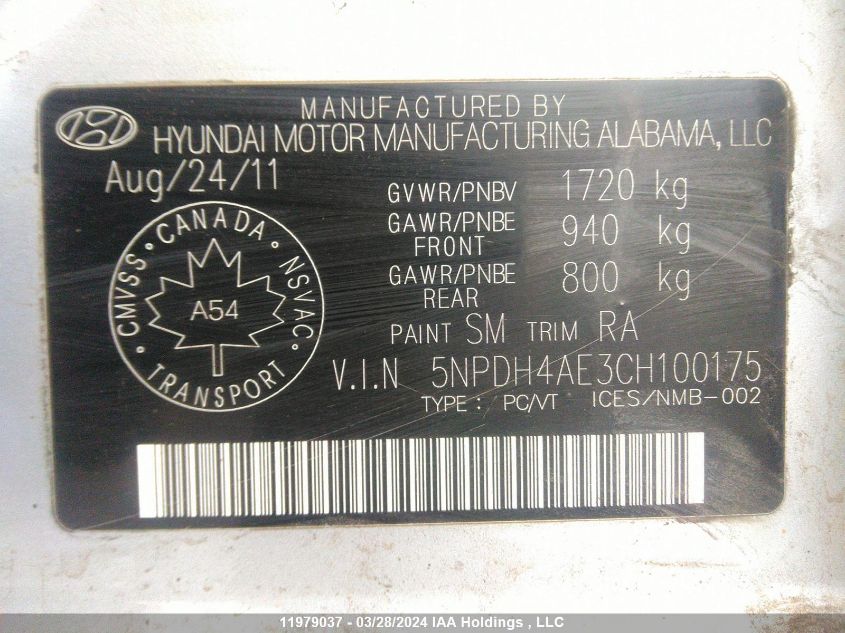 MANUFACTURED BY
HYUNDAI MOTOR MANUFACTURING ALABAMA, LLC
Aug/24/11
GVWR/PNBV 1720 kg
GAWR/PNBE FRONT 940 kg
GAWR/PNBE REAR 800 kg
CMVSS • CANADA • NSVAC • TRANSPORT •
A54
PAINT SM TRIM RA
V.I.N 5NPDH4AE3CH100175
TYPE : PC/VT ICES/NMB-002
11979037 - 03/28/2024 IAA Holdings , LLC